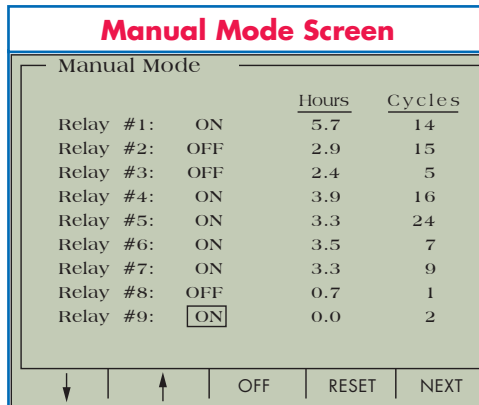 Manual Mode Screen
Manual Mode
Hours Cycles
Relay #1: ON 5.7 14
Relay #2: OFF 2.9 15
Relay #3: OFF 2.4 5
Relay #4: ON 3.9 16
Relay #5: ON 3.3 24
Relay #6: ON 3.5 7
Relay #7: ON 3.3 9
Relay #8: OFF 0.7 1
Relay #9: ON 0.0 2
OFF RESET NEXT